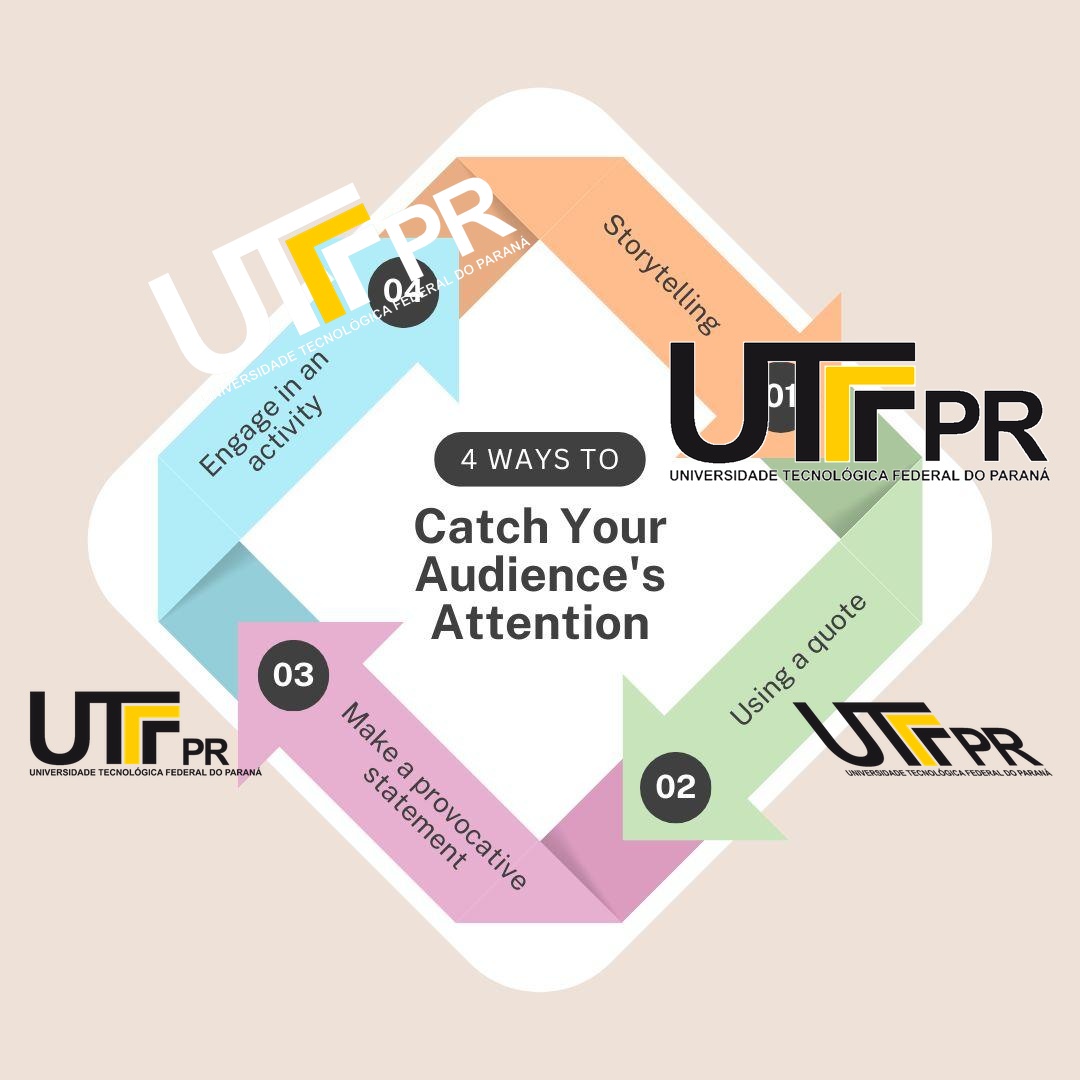 UTFPR
UNIVERSIDADE TECNOLÓGICA FEDERAL DO PARANÁ
04
Storytelling
01
UTFPR
UNIVERSIDADE TECNOLÓGICA FEDERAL DO PARANÁ
Engage in an
activity
4 WAYS TO
Catch Your
Audience's
Attention
Using a quote
02
03
Make a provocative
statement
UTFPR
UNIVERSIDADE TECNOLÓGICA FEDERAL DO PARANÁ
UTFPR
UNIVERSIDADE TECNOLÓGICA FEDERAL DO PARANÁ